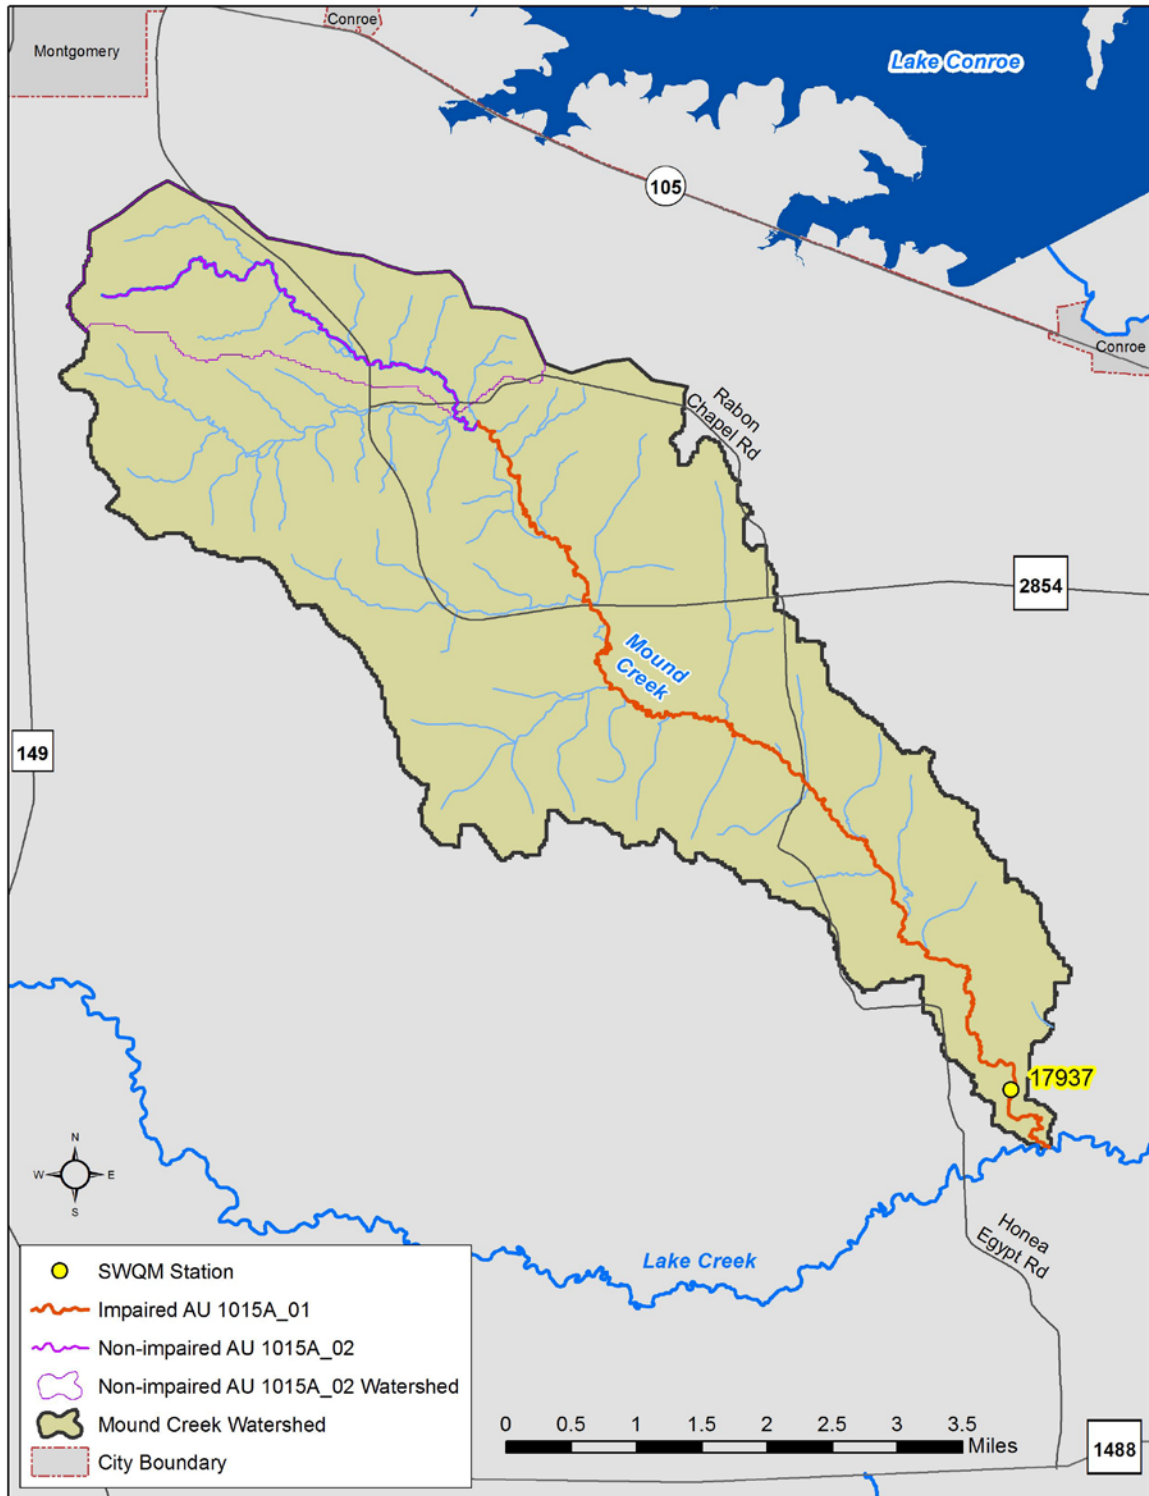 Conroe
Montgomery
Lake Conroe
105
Conroe
Rabon
Chapel Rd
2854
Mound
Creek
149
17937
N
W E
S
Honea
Egypt Rd
Lake Creek
SWQM Station
Impaired AU 1015A_01
Non-impaired AU 1015A_02
Non-impaired AU 1015A_02 Watershed
Mound Creek Watershed
City Boundary
0 0.5 1 1.5 2 2.5 3 3.5
Miles
1488